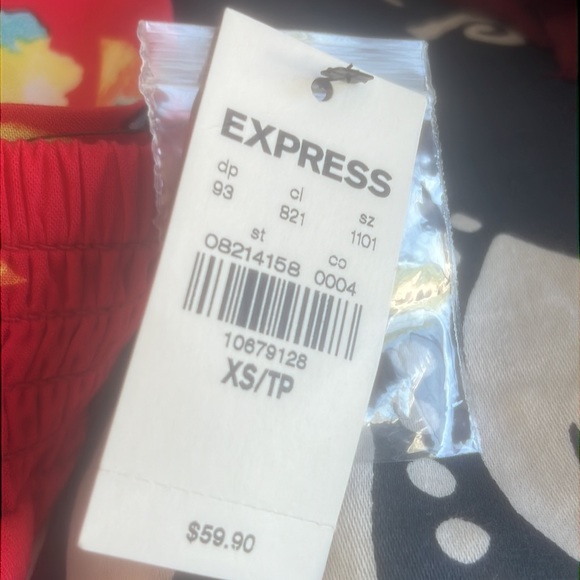 EXPRESS
dp cl sz
93 821 1101
st co
08214158 0004
10679128
XS/TP
$59.90